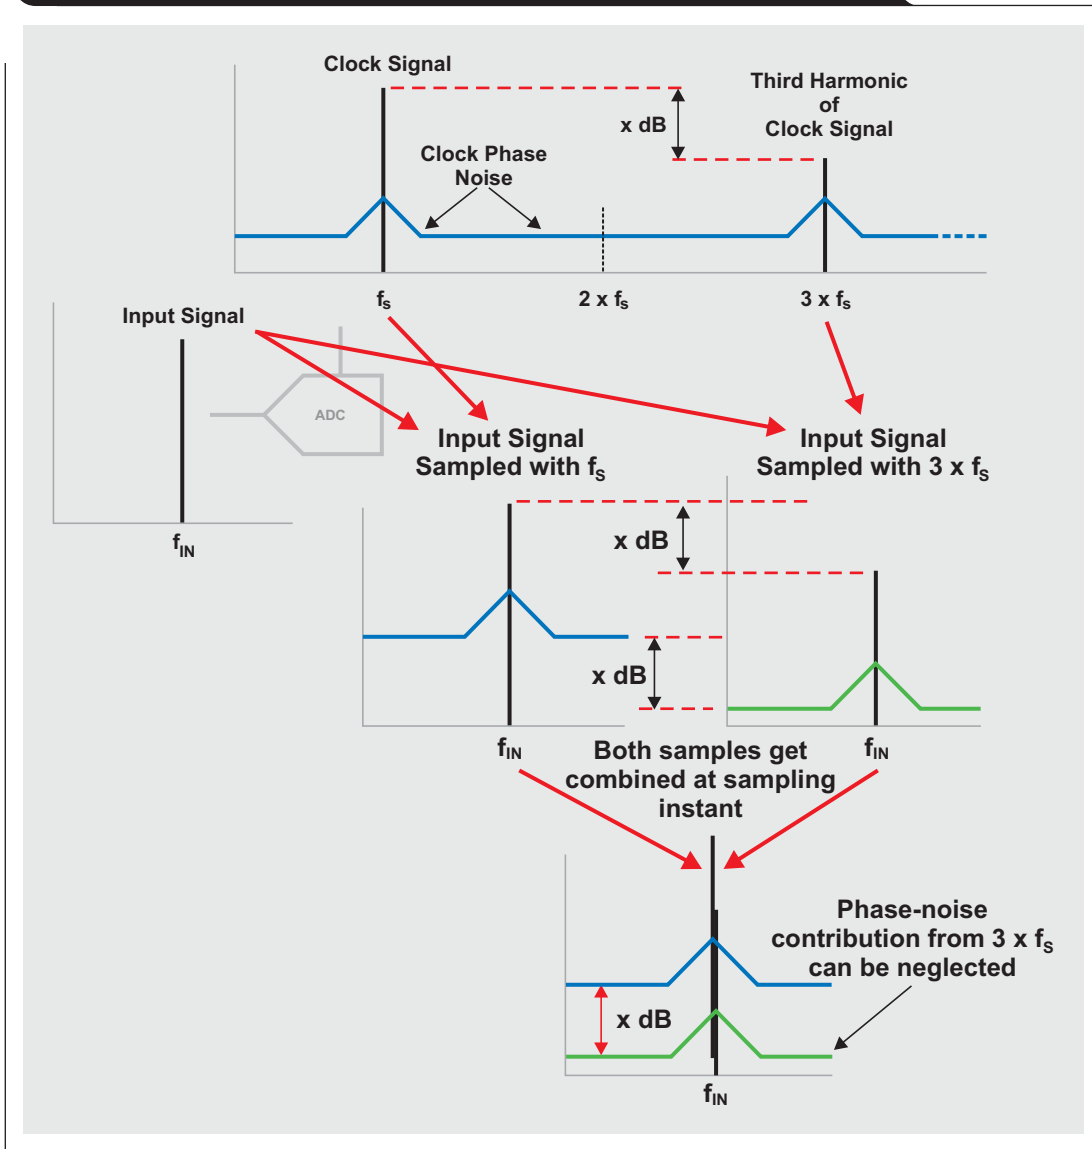 Clock Signal
Third Harmonic
of
Clock Signal
x dB
Clock Phase
Noise
fS
2 x fS
3 x fS
Input Signal
ADC
fIN
Input Signal
Sampled with fS
Input Signal
Sampled with 3 x fS
x dB
x dB
fIN
fIN
Both samples get
combined at sampling
instant
Phase-noise
contribution from 3 x fS
can be neglected
x dB
fIN